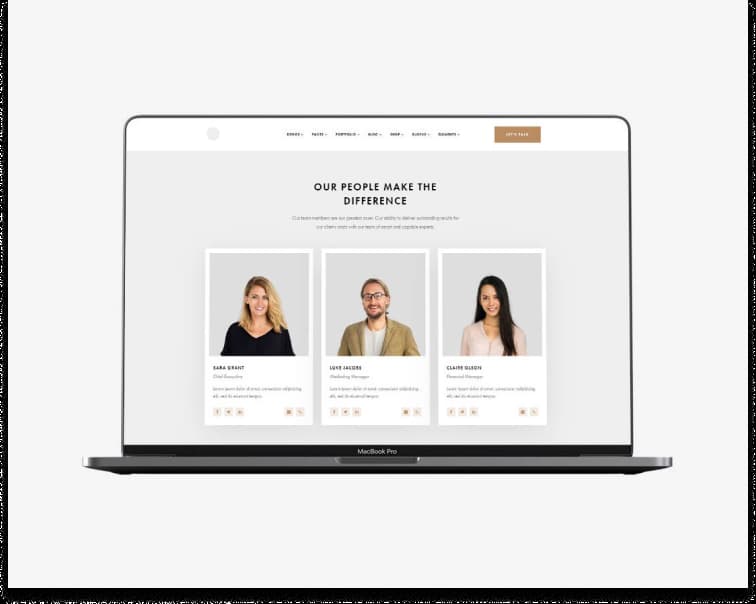 DEMOS PAGES PORTFOLIO BLOG SHOP BLOCKS ELEMENTS LET'S TALK
OUR PEOPLE MAKE THE
DIFFERENCE
Our team members are our greatest asset. Our ability to deliver outstanding results for
our clients starts with our team of smart and capable experts.
SARA GRANT
Chief Executive
Lorem ipsum dolor sit amet, consectetur adipisicing
elit, sed do eiusmod tempor.
LUKE JACOBS
Marketing Manager
Lorem ipsum dolor sit amet, consectetur adipisicing
elit, sed do eiusmod tempor.
CLAIRE OLSON
Financial Manager
Lorem ipsum dolor sit amet, consectetur adipisicing
elit, sed do eiusmod tempor.
MacBook Pro